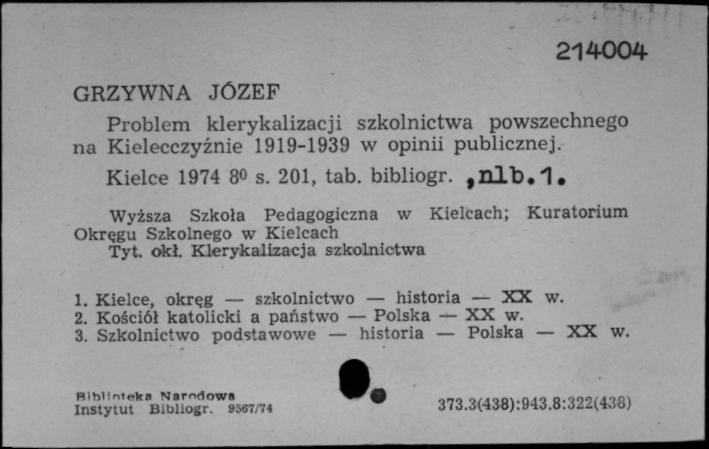 214004
GRZYWNA JÓZEF
Problem klerykalizacji szkolnictwa powszechnego
na Kielecczyźnie 1919-1939 w opinii publicznej.
Kielce 1974 8⁰ s. 201, tab. bibliogr. ,nlb.1.
Wyższa Szkoła Pedagogiczna w Kielcach; Kuratorium
Okręgu Szkolnego w Kielcach
Tyt. okł. Klerykalizacja szkolnictwa
1. Kielce, okręg — szkolnictwo — historia — XX w.
2. Kościół katolicki a państwo — Polska — XX w.
3. Szkolnictwo podstawowe — historia — Polska — XX w.
Biblioteka Narodowa
Instytut Bibliogr. 9567/74
373.3(438):943.8:322(438)